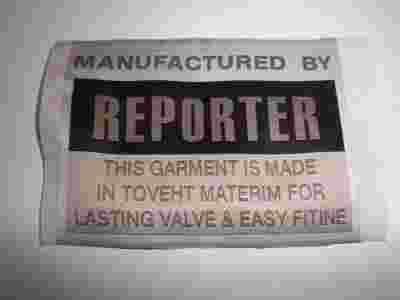 MANUFACTURED BY
REPORTER
THIS GARMENT IS MADE
IN TOVEHT MATERIM FOR
LASTING VALVE & EASY FITINE